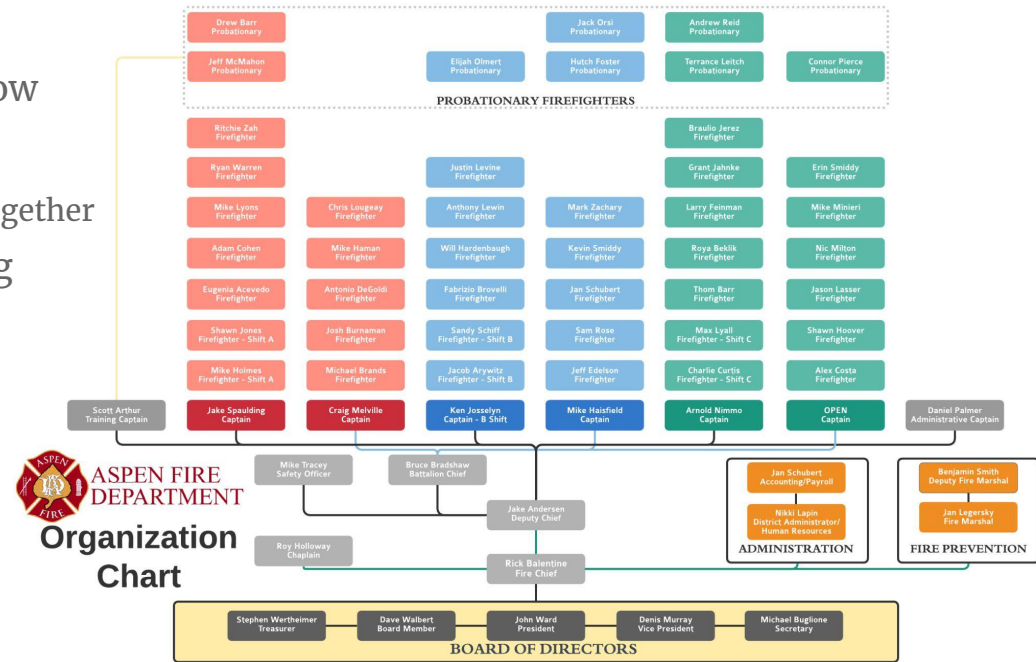 ow
gether
g
Drew Barr
Probationary
Jack Orsi
Probationary
Andrew Reid
Probationary
Jeff McMahon
Probationary
Elijah Olmert
Probationary
Hutch Foster
Probationary
Terrance Leitch
Probationary
Connor Pierce
Probationary
PROBATIONARY FIREFIGHTERS
Ritchie Zah
Firefighter
Braulio Jerez
Firefighter
Ryan Warren
Firefighter
Justin Levine
Firefighter
Grant Jahnke
Firefighter
Erin Smiddy
Firefighter
Mike Lyons
Firefighter
Chris Lougeay
Firefighter
Anthony Lewin
Firefighter
Mark Zachary
Firefighter
Larry Feinman
Firefighter
Mike Minieri
Firefighter
Adam Cohen
Firefighter
Mike Haman
Firefighter
Will Hardenbaugh
Firefighter
Kevin Smiddy
Firefighter
Roya Beklik
Firefighter
Nic Milton
Firefighter
Eugenia Acevedo
Firefighter
Antonio DeGoldi
Firefighter
Fabrizio Brovelli
Firefighter
Jan Schubert
Firefighter
Thom Barr
Firefighter
Jason Lasser
Firefighter
Shawn Jones
Firefighter - Shift A
Josh Burnaman
Firefighter
Sandy Schiff
Firefighter - Shift B
Sam Rose
Firefighter
Max Lyall
Firefighter - Shift C
Shawn Hoover
Firefighter
Mike Holmes
Firefighter - Shift A
Michael Brands
Firefighter
Jacob Arywitz
Firefighter - Shift B
Jeff Edelson
Firefighter
Charlie Curtis
Firefighter - Shift C
Alex Costa
Firefighter
Scott Arthur
Training Captain
Jake Spaulding
Captain
Craig Melville
Captain
Ken Josselyn
Captain - B Shift
Mike Haisfield
Captain
Arnold Nimmo
Captain
OPEN
Captain
Daniel Palmer
Administrative Captain
Mike Tracey
Safety Officer
Bruce Bradshaw
Battalion Chief
Jan Schubert
Accounting/Payroll
Benjamin Smith
Deputy Fire Marshal
ASPEN
FIRE
ASPEN FIRE
DEPARTMENT
Organization
Chart
Jake Andersen
Deputy Chief
Nikki Lapin
District Administrator/
Human Resources
Jan Legersky
Fire Marshal
ADMINISTRATION
FIRE PREVENTION
Roy Holloway
Chaplain
Rick Balentine
Fire Chief
Stephen Wertheimer
Treasurer
Dave Walbert
Board Member
John Ward
President
Denis Murray
Vice President
Michael Buglione
Secretary
BOARD OF DIRECTORS